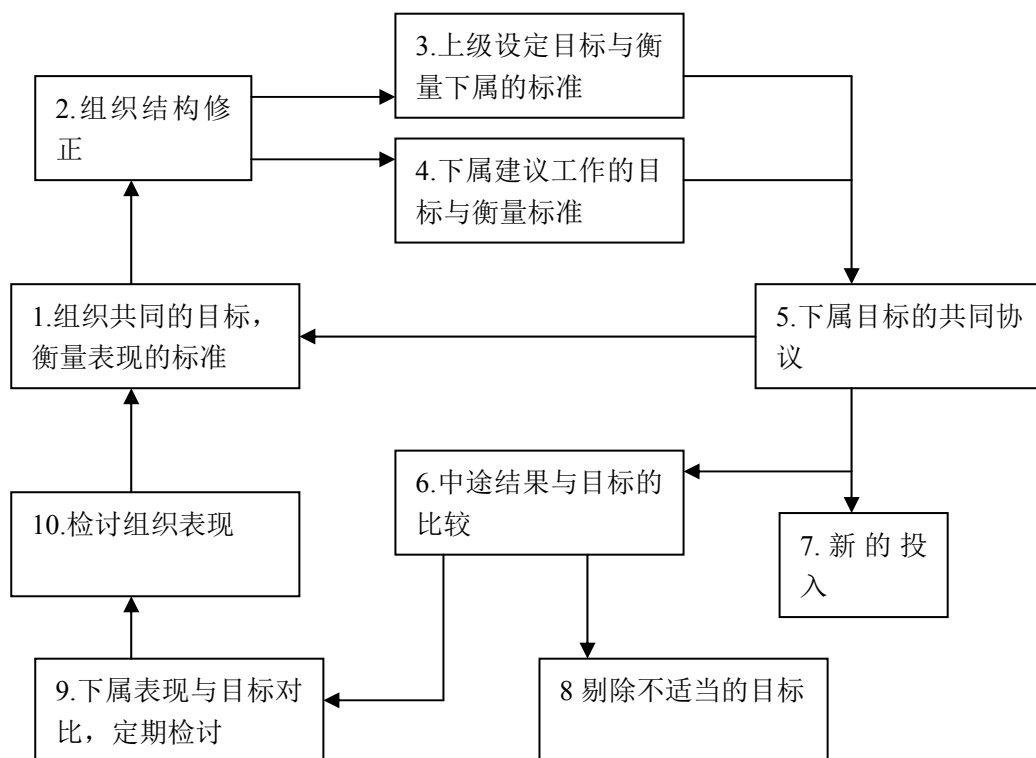 3.上级设定目标与衡
量下属的标准
2.组织结构修
正
4.下属建议工作的目
标与衡量标准
1.组织共同的目标，
衡量表现的标准
5.下属目标的共同协
议
6.中途结果与目标的
比较
10.检讨组织表现
7.新的投
入
9.下属表现与目标对
比，定期检讨
8 剔除不适当的目标